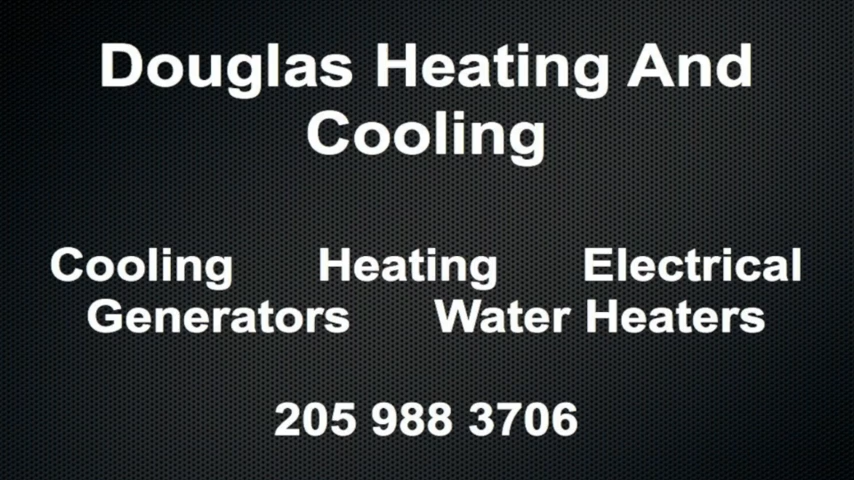 Douglas Heating And
Cooling
Cooling Heating Electrical
Generators Water Heaters
205 988 3706